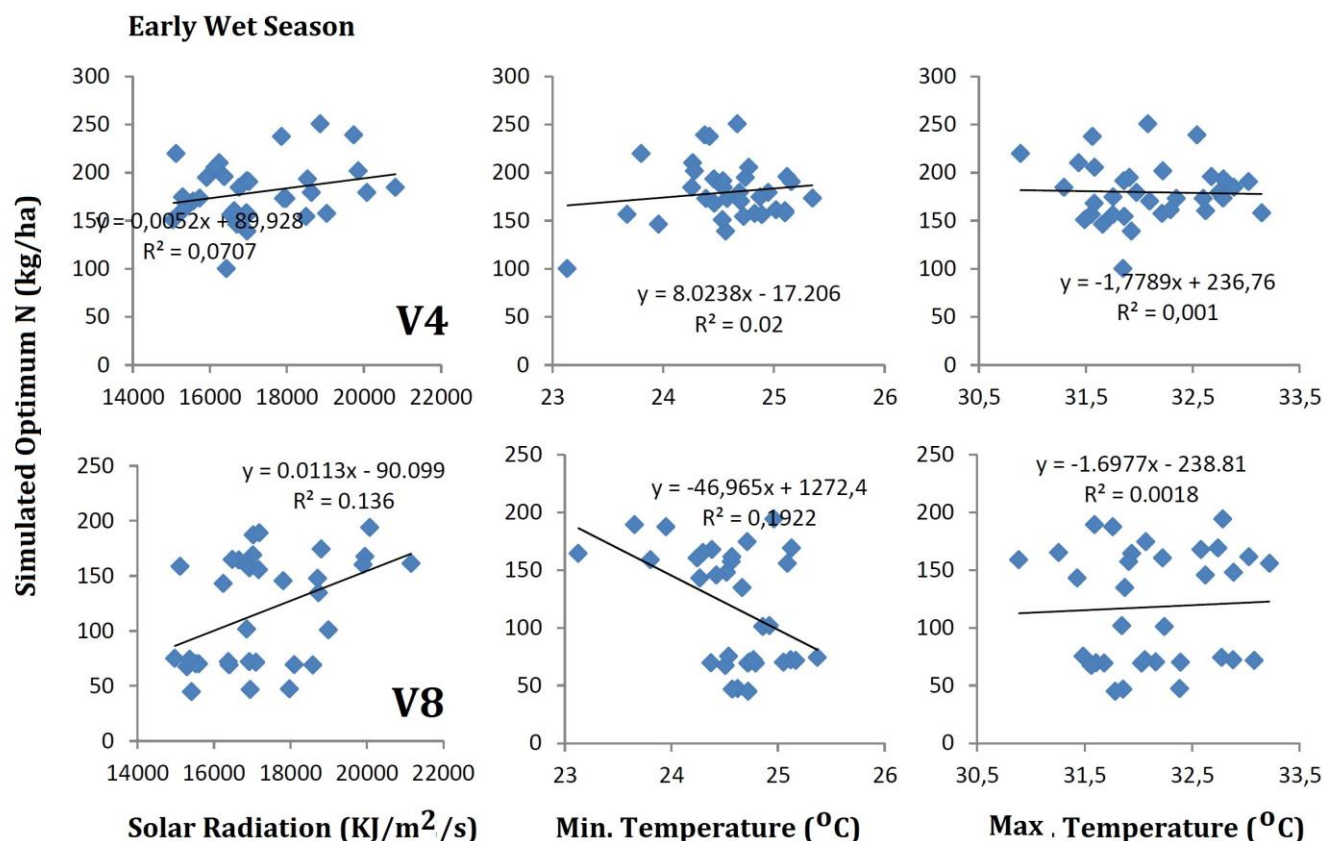 Early Wet Season
Simulated Optimum N (kg/ha)
300
250
200
150
100
50
0
y = 0,0052x + 89,928
R² = 0,0707
V4
14000 16000 18000 20000 22000
300
250
200
150
100
50
0
y = 8.0238x - 17.206
R² = 0.02
23 24 25 26
300
250
200
150
100
50
0
y = -1,7789x + 236,76
R² = 0,001
30,5 31,5 32,5 33,5
250
200
150
100
50
0
y = 0.0113x - 90.099
R² = 0.136
V8
14000 16000 18000 20000 22000
250
200
150
100
50
0
y = -46,965x + 1272,4
R² = 0,1922
23 24 25 26
250
200
150
100
50
0
y = -1.6977x - 238.81
R² = 0.0018
30,5 31,5 32,5 33,5
Solar Radiation (KJ/m²/s)
Min. Temperature (⁰C)
Max . Temperature (⁰C)